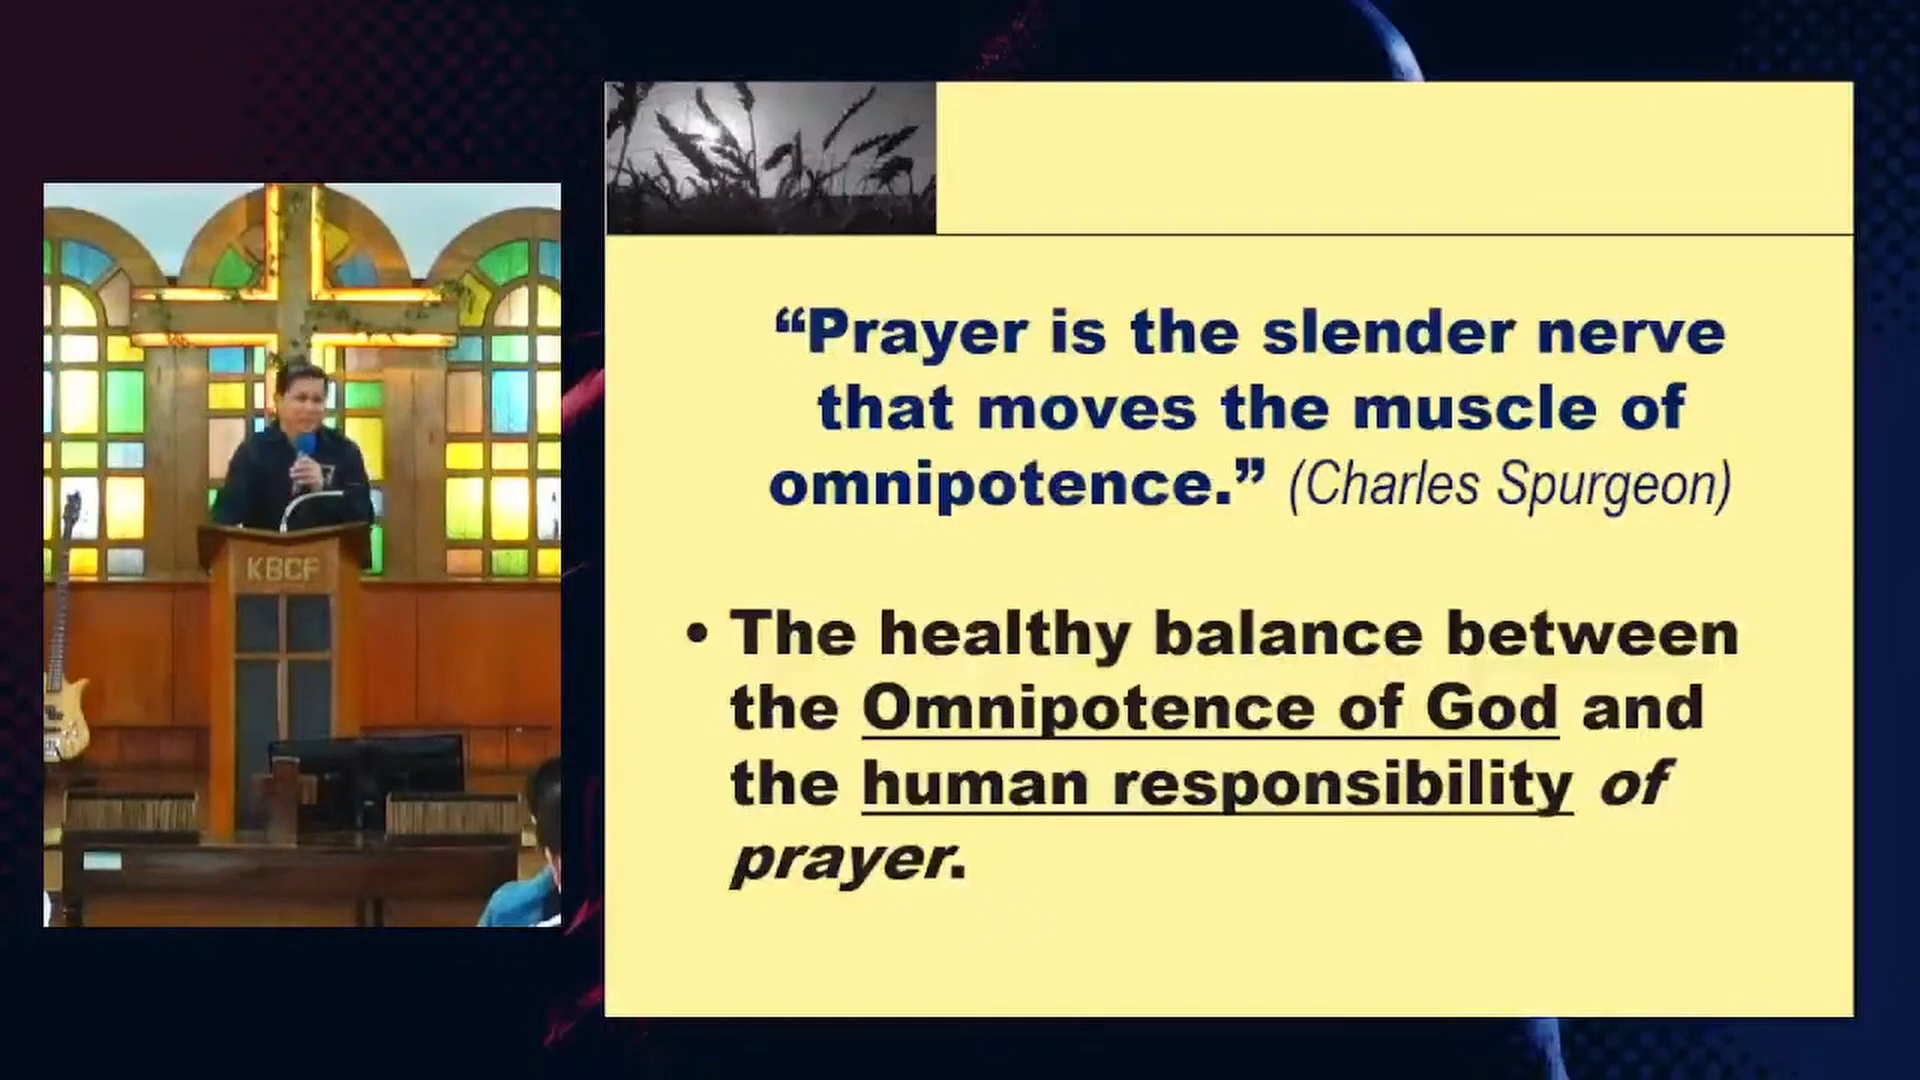 KBCF
“Prayer is the slender nerve
that moves the muscle of
omnipotence.” (Charles Spurgeon)
• The healthy balance between
the Omnipotence of God and
the human responsibility of
prayer.